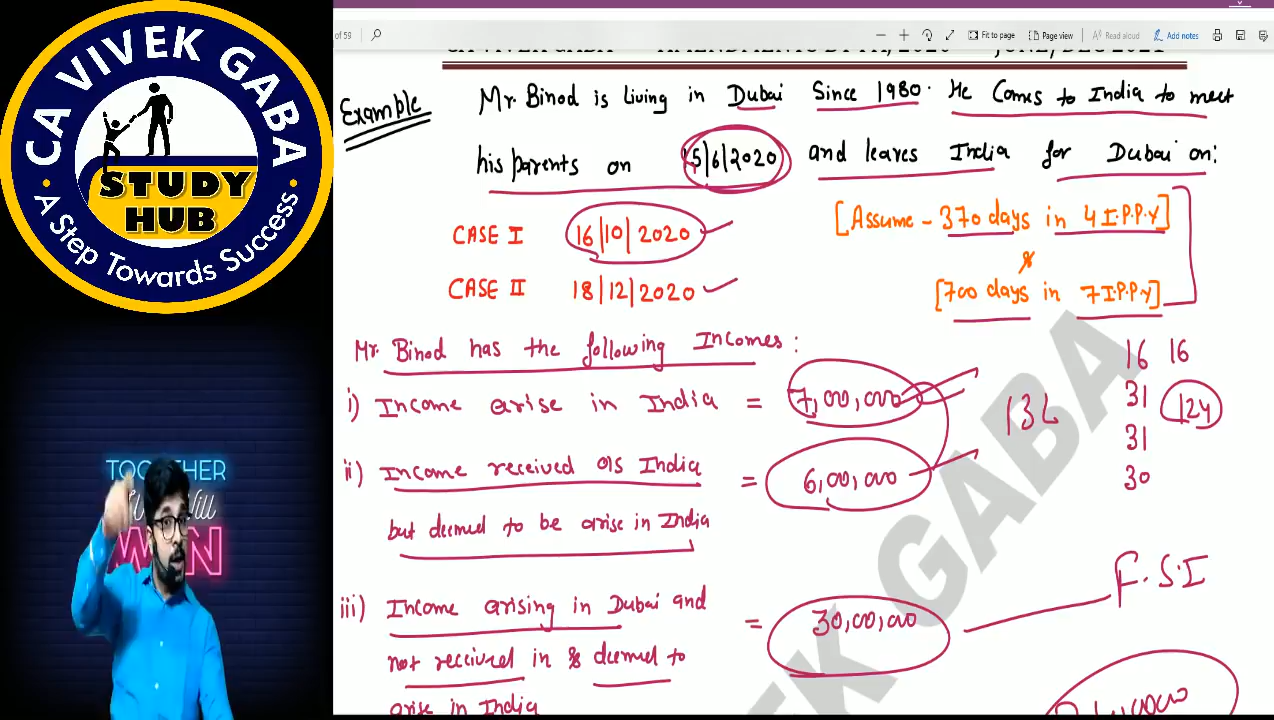 CA VIVEK GABA
STUDY
HUB
• A Step Towards Success •
TOGETHER
WIN
of 59
Fit to page
Page view
Read aloud
Add notes
Example
Mr. Binod is living in Dubai Since 1980. He Comes to India to meet
his parents on 15/6/2020 and leaves India for Dubai on:
CASE I 16/10/2020
[Assume - 370 days in 4 I.P.P.Y]
&
CASE II 18/12/2020
[700 days in 7 I.P.P.Y]
Mr. Binod has the following Incomes:
i) Income arise in India = 7,00,000
ii) Income received O/S India = 6,00,000
but deemed to be arise in India
iii) Income arising in Dubai and = 30,00,000
not received in & deemed to
arise in India
16 16
31 124
31
30
F.S.I
VIVEK GABA